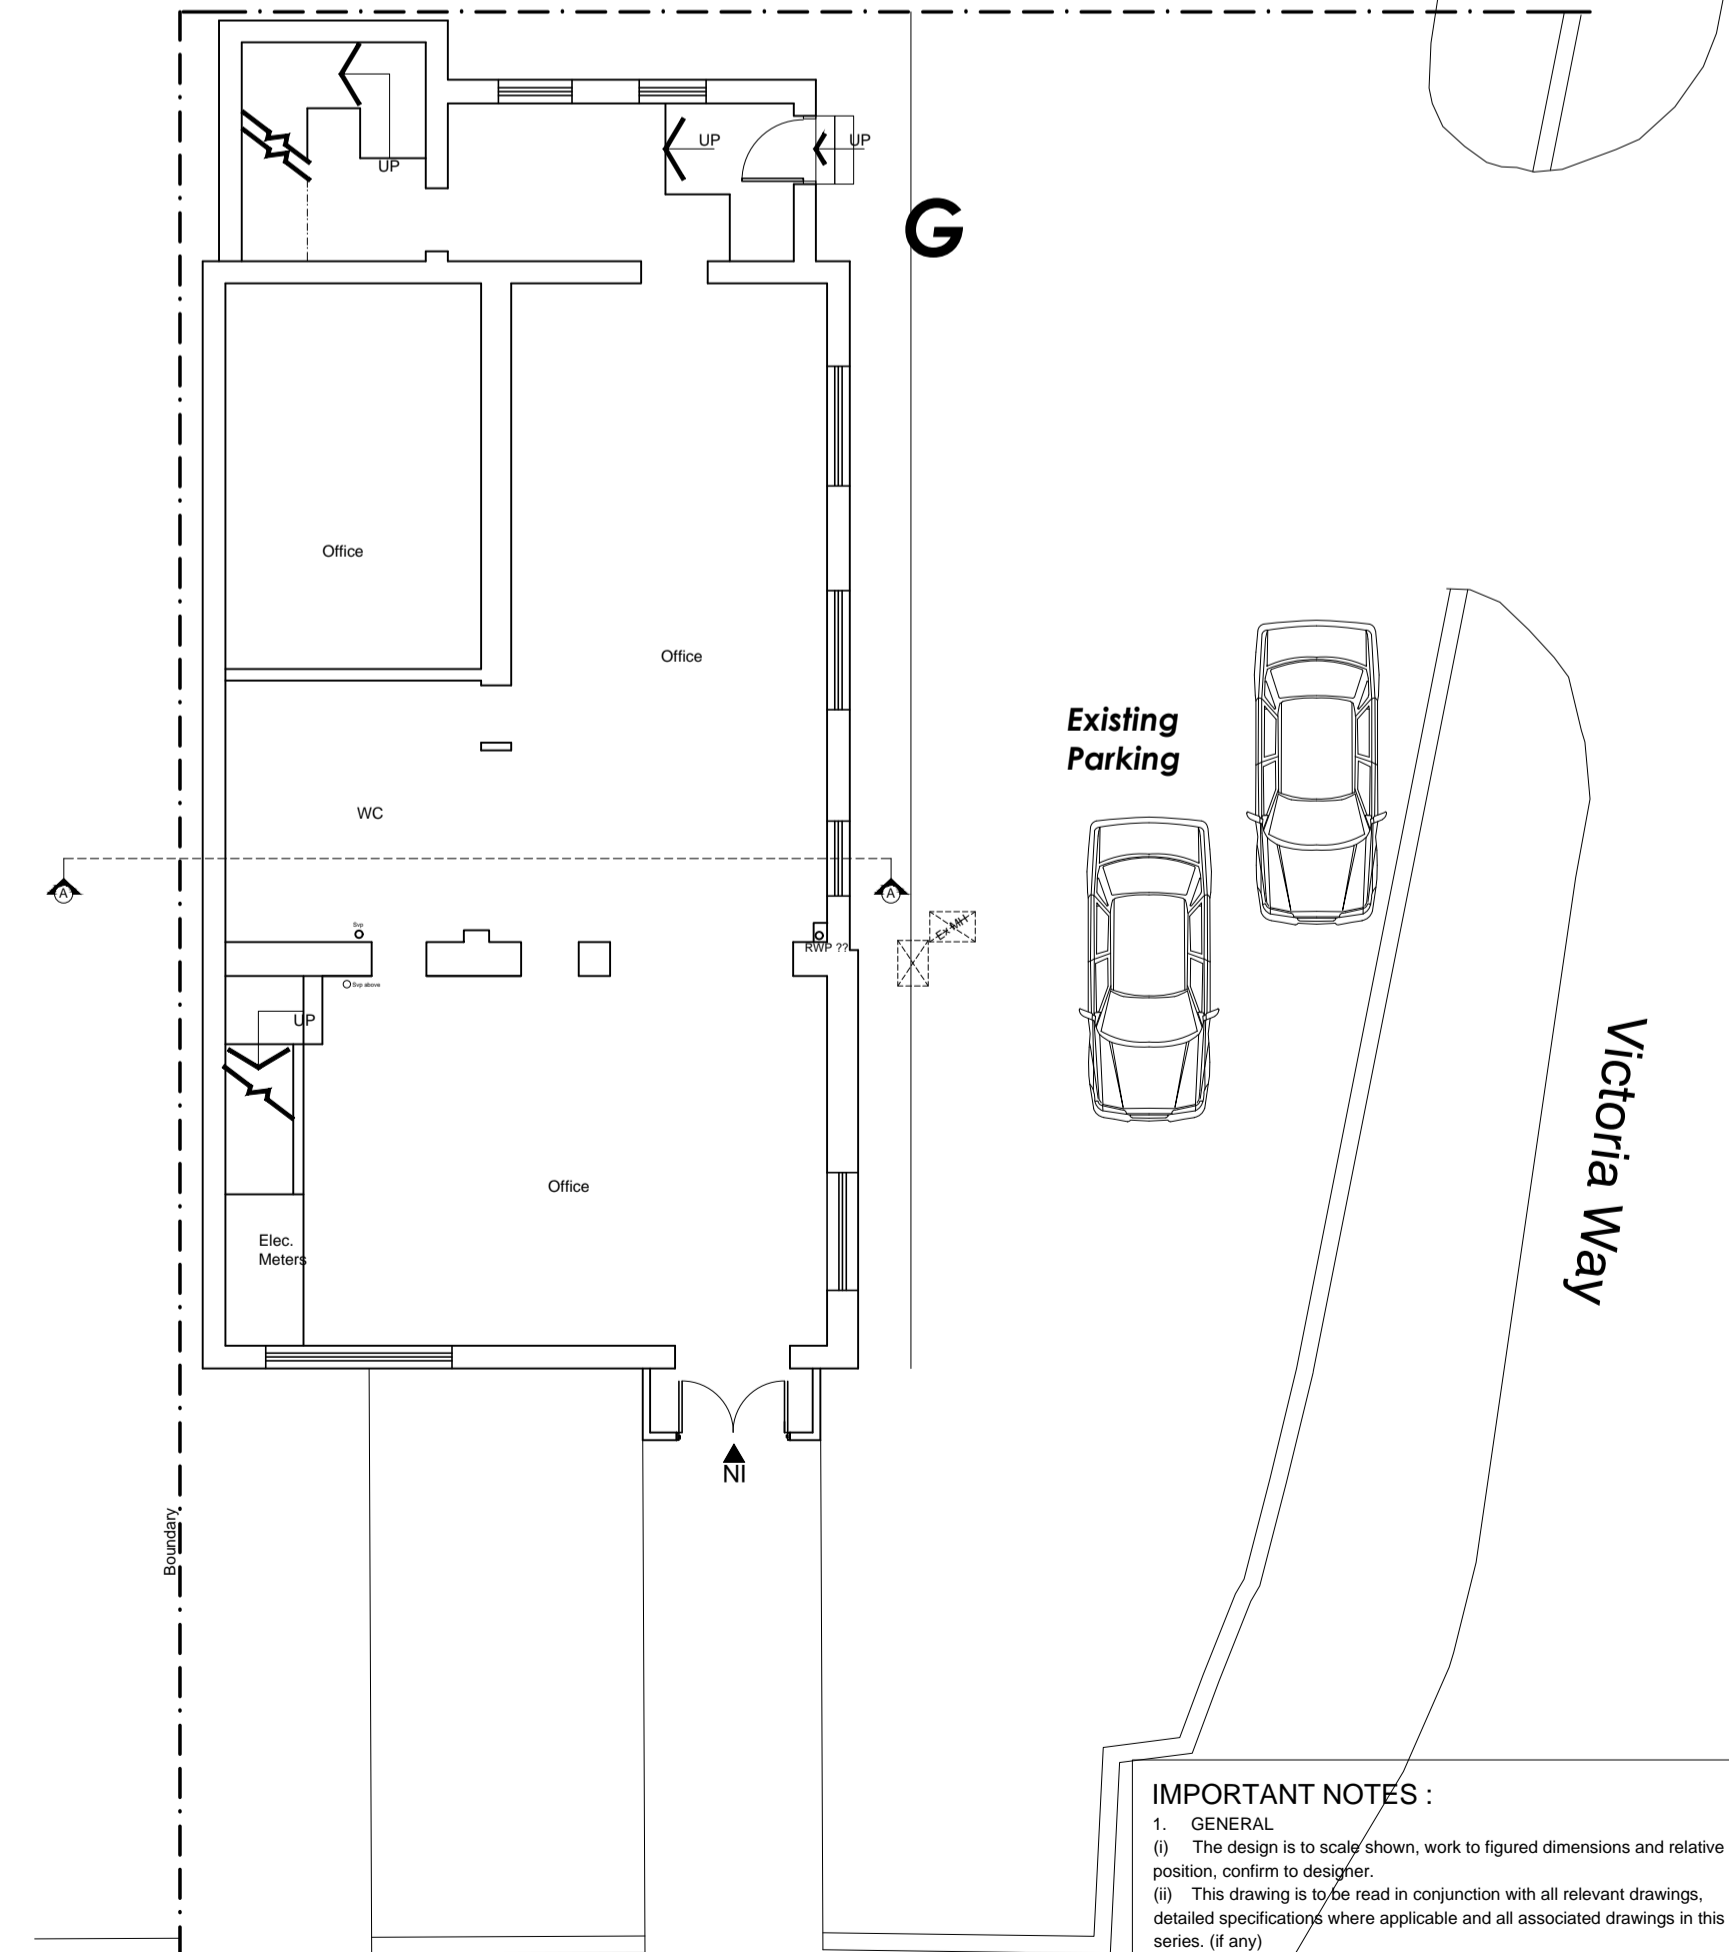 UP
UP
UP
G
Office
Office
Existing
Parking
WC
A
A
Svp
Ex MH
RWP ??
Svp above
UP
Victoria Way
Office
Elec.
Meters
NI
Boundary
IMPORTANT NOTES :
1. GENERAL
(i) The design is to scale shown, work to figured dimensions and relative
position, confirm to designer.
(ii) This drawing is to be read in conjunction with all relevant drawings,
detailed specifications where applicable and all associated drawings in this
series. (if any)